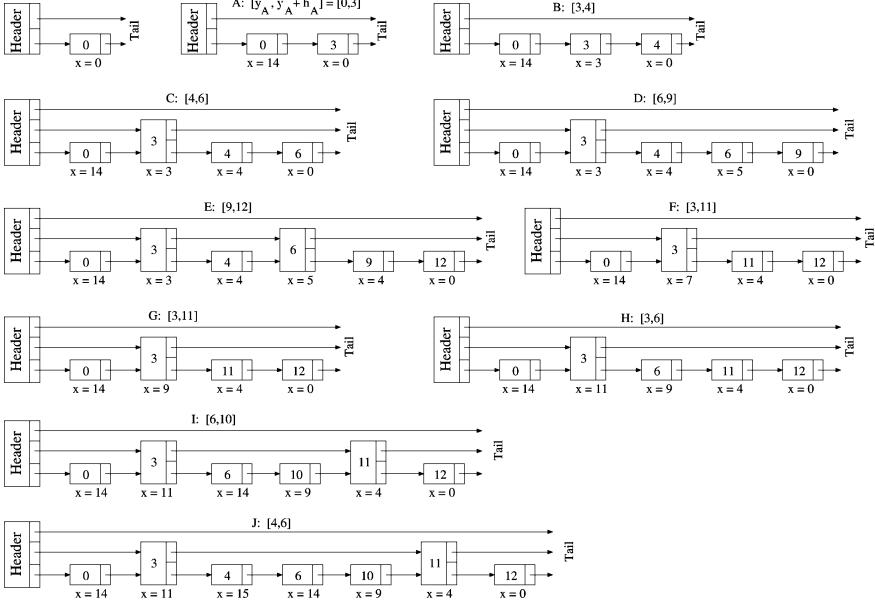 A: [y_A, y_A + h_A] = [0,3]
B: [3,4]
Header 0 Tail
x = 0
Header 0 3 Tail
x = 14 x = 0
Header 0 3 4 Tail
x = 14 x = 3 x = 0
C: [4,6]
Header 0 3 4 6 Tail
x = 14 x = 3 x = 4 x = 0
D: [6,9]
Header 0 3 4 6 9 Tail
x = 14 x = 3 x = 4 x = 5 x = 0
E: [9,12]
Header 0 3 4 6 9 12 Tail
x = 14 x = 3 x = 4 x = 5 x = 4 x = 0
F: [3,11]
Header 0 3 11 12 Tail
x = 14 x = 7 x = 4 x = 0
G: [3,11]
Header 0 3 11 12 Tail
x = 14 x = 9 x = 4 x = 0
H: [3,6]
Header 0 3 6 11 12 Tail
x = 14 x = 11 x = 9 x = 4 x = 0
I: [6,10]
Header 0 3 6 10 11 12 Tail
x = 14 x = 11 x = 14 x = 9 x = 4 x = 0
J: [4,6]
Header 0 3 4 6 10 11 12 Tail
x = 14 x = 11 x = 15 x = 14 x = 9 x = 4 x = 0